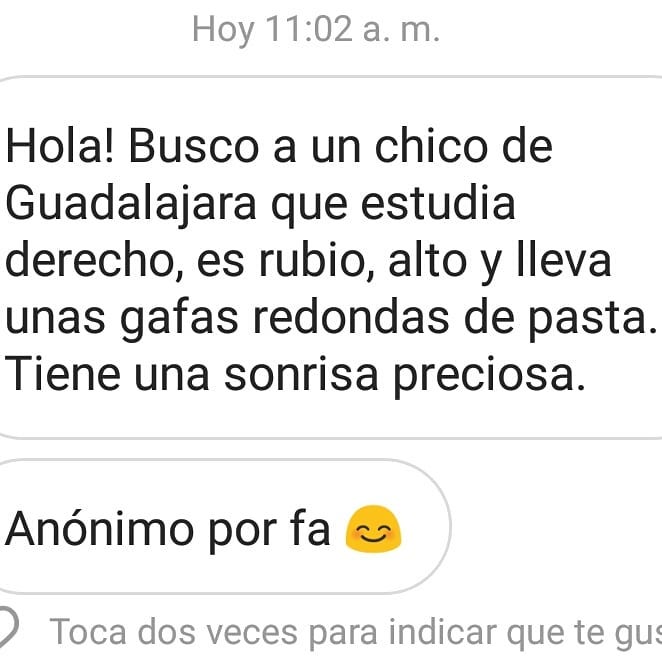 Hoy 11:02 a. m.
Hola! Busco a un chico de
Guadalajara que estudia
derecho, es rubio, alto y lleva
unas gafas redondas de pasta.
Tiene una sonrisa preciosa.
Anónimo por fa 😊
Toca dos veces para indicar que te gus